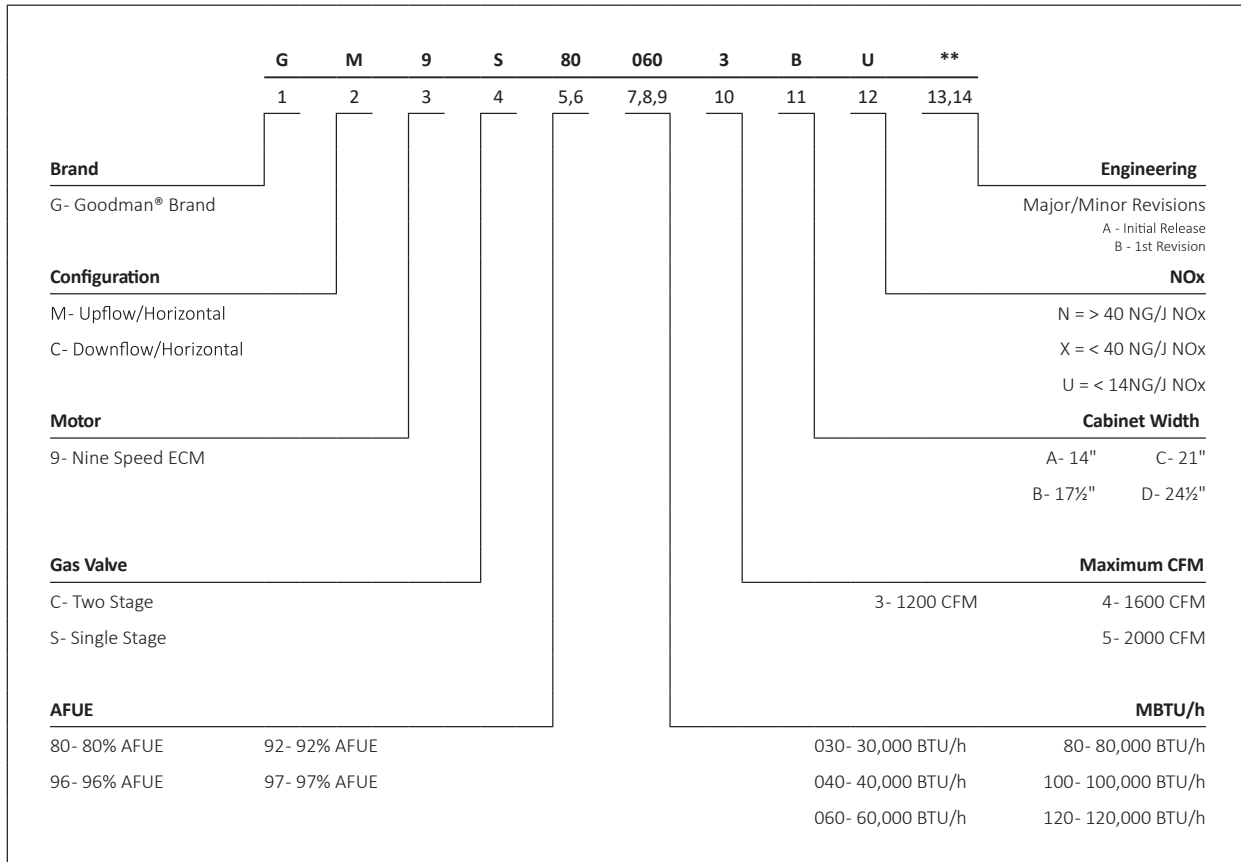 G M 9 S 80 060 3 B U **
1 2 3 4 5,6 7,8,9 10 11 12 13,14
Brand
G- Goodman® Brand
Configuration
M- Upflow/Horizontal
C- Downflow/Horizontal
Motor
9- Nine Speed ECM
Gas Valve
C- Two Stage
S- Single Stage
AFUE
80- 80% AFUE 92- 92% AFUE
96- 96% AFUE 97- 97% AFUE
Engineering
Major/Minor Revisions
A - Initial Release
B - 1st Revision
NOx
N = > 40 NG/J NOx
X = < 40 NG/J NOx
U = < 14NG/J NOx
Cabinet Width
A- 14" C- 21"
B- 17½" D- 24½"
Maximum CFM
3- 1200 CFM 4- 1600 CFM
5- 2000 CFM
MBTU/h
030- 30,000 BTU/h 80- 80,000 BTU/h
040- 40,000 BTU/h 100- 100,000 BTU/h
060- 60,000 BTU/h 120- 120,000 BTU/h